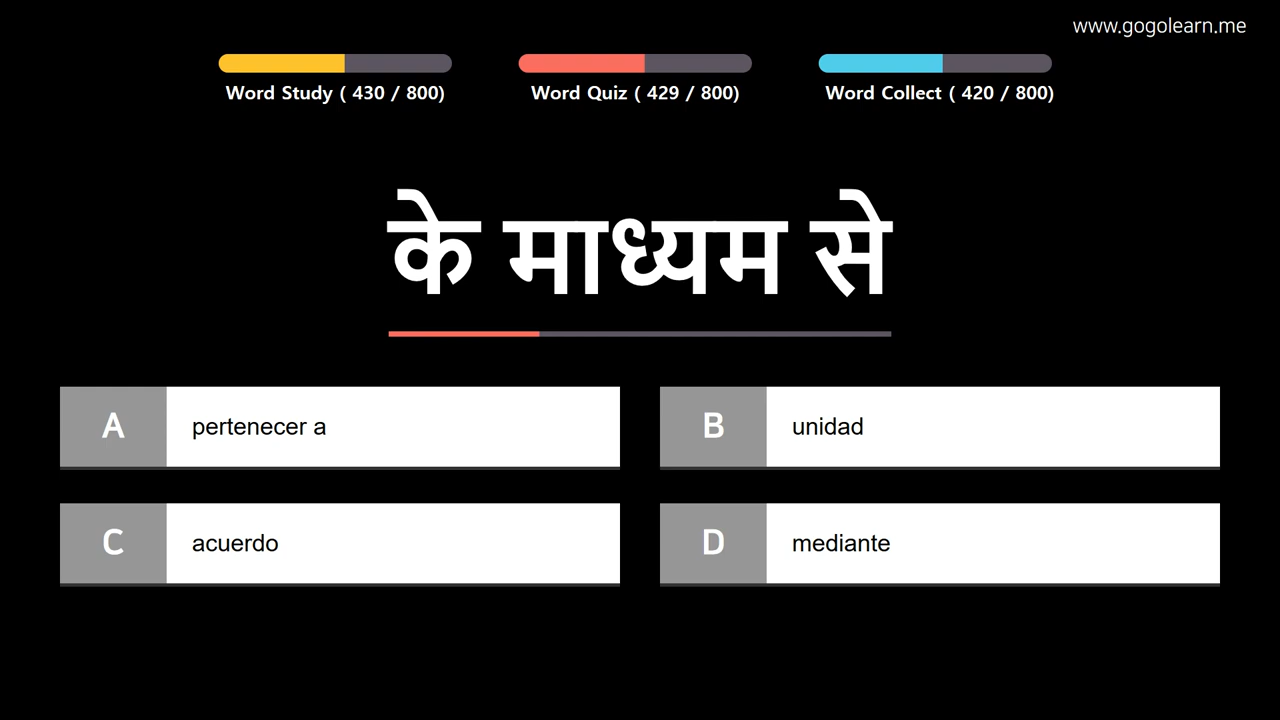 www.gogolearn.me
Word Study ( 430 / 800)
Word Quiz ( 429 / 800)
Word Collect ( 420 / 800)
के माध्यम से
A pertenecer a
B unidad
C acuerdo
D mediante